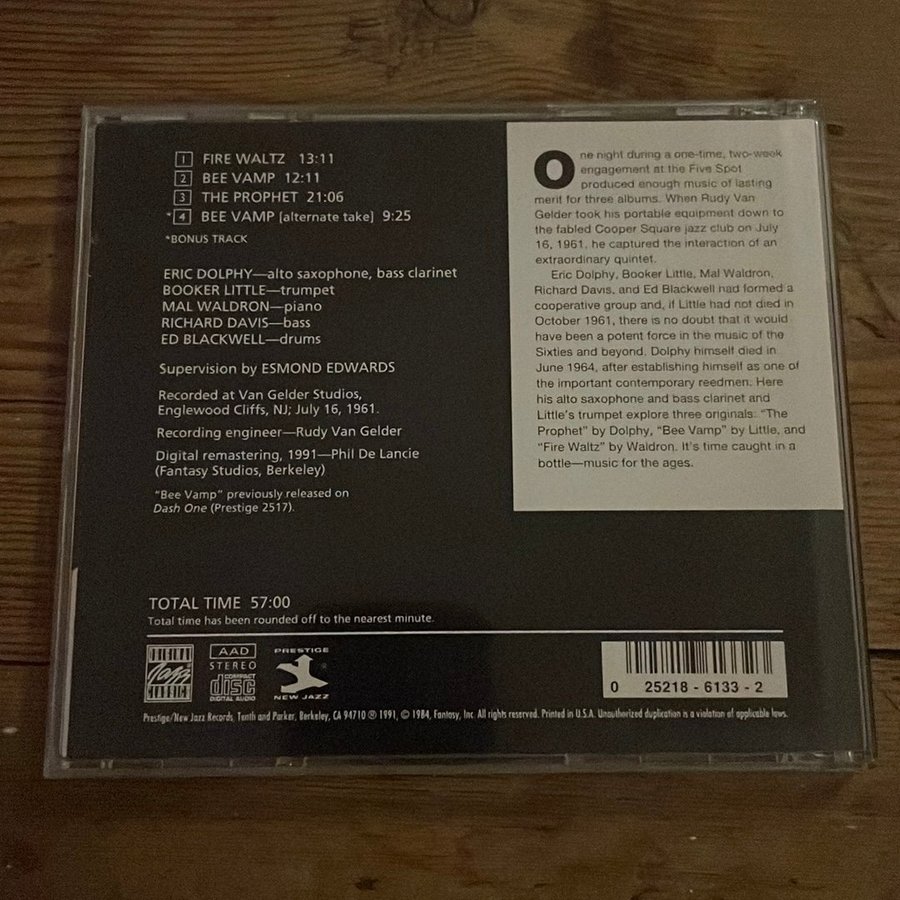 1 FIRE WALTZ 13:11
2 BEE VAMP 12:11
3 THE PROPHET 21:06
*4 BEE VAMP [alternate take] 9:25
*BONUS TRACK
ERIC DOLPHY—alto saxophone, bass clarinet
BOOKER LITTLE—trumpet
MAL WALDRON—piano
RICHARD DAVIS—bass
ED BLACKWELL—drums
Supervision by ESMOND EDWARDS
Recorded at Van Gelder Studios,
Englewood Cliffs, NJ; July 16, 1961.
Recording engineer—Rudy Van Gelder
Digital remastering, 1991—Phil De Lancie
(Fantasy Studios, Berkeley)
"Bee Vamp" previously released on
Dash One (Prestige 2517).
One night during a one-time, two-week
engagement at the Five Spot
produced enough music of lasting
merit for three albums. When Rudy Van
Gelder took his portable equipment down to
the fabled Cooper Square jazz club on July
16, 1961, he captured the interaction of an
extraordinary quintet.
Eric Dolphy, Booker Little, Mal Waldron,
Richard Davis, and Ed Blackwell had formed a
cooperative group and, if Little had not died in
October 1961, there is no doubt that it would
have been a potent force in the music of the
Sixties and beyond. Dolphy himself died in
June 1964, after establishing himself as one of
the important contemporary reedmen. Here
his alto saxophone and bass clarinet and
Little's trumpet explore three originals: "The
Prophet" by Dolphy, "Bee Vamp" by Little, and
"Fire Waltz" by Waldron. It's time caught in a
bottle—music for the ages.
TOTAL TIME 57:00
Total time has been rounded off to the nearest minute.
ORIGINAL
Jazz
CLASSICS
AAD
STEREO
COMPACT
disc
DIGITAL AUDIO
PRESTIGE
NEW JAZZ
0 25218 - 6133 - 2
Prestige/New Jazz Records, Tenth and Parker, Berkeley, CA 94710 ℗ 1991, © 1984, Fantasy, Inc. All rights reserved. Printed in U.S.A. Unauthorized duplication is a violation of applicable laws.